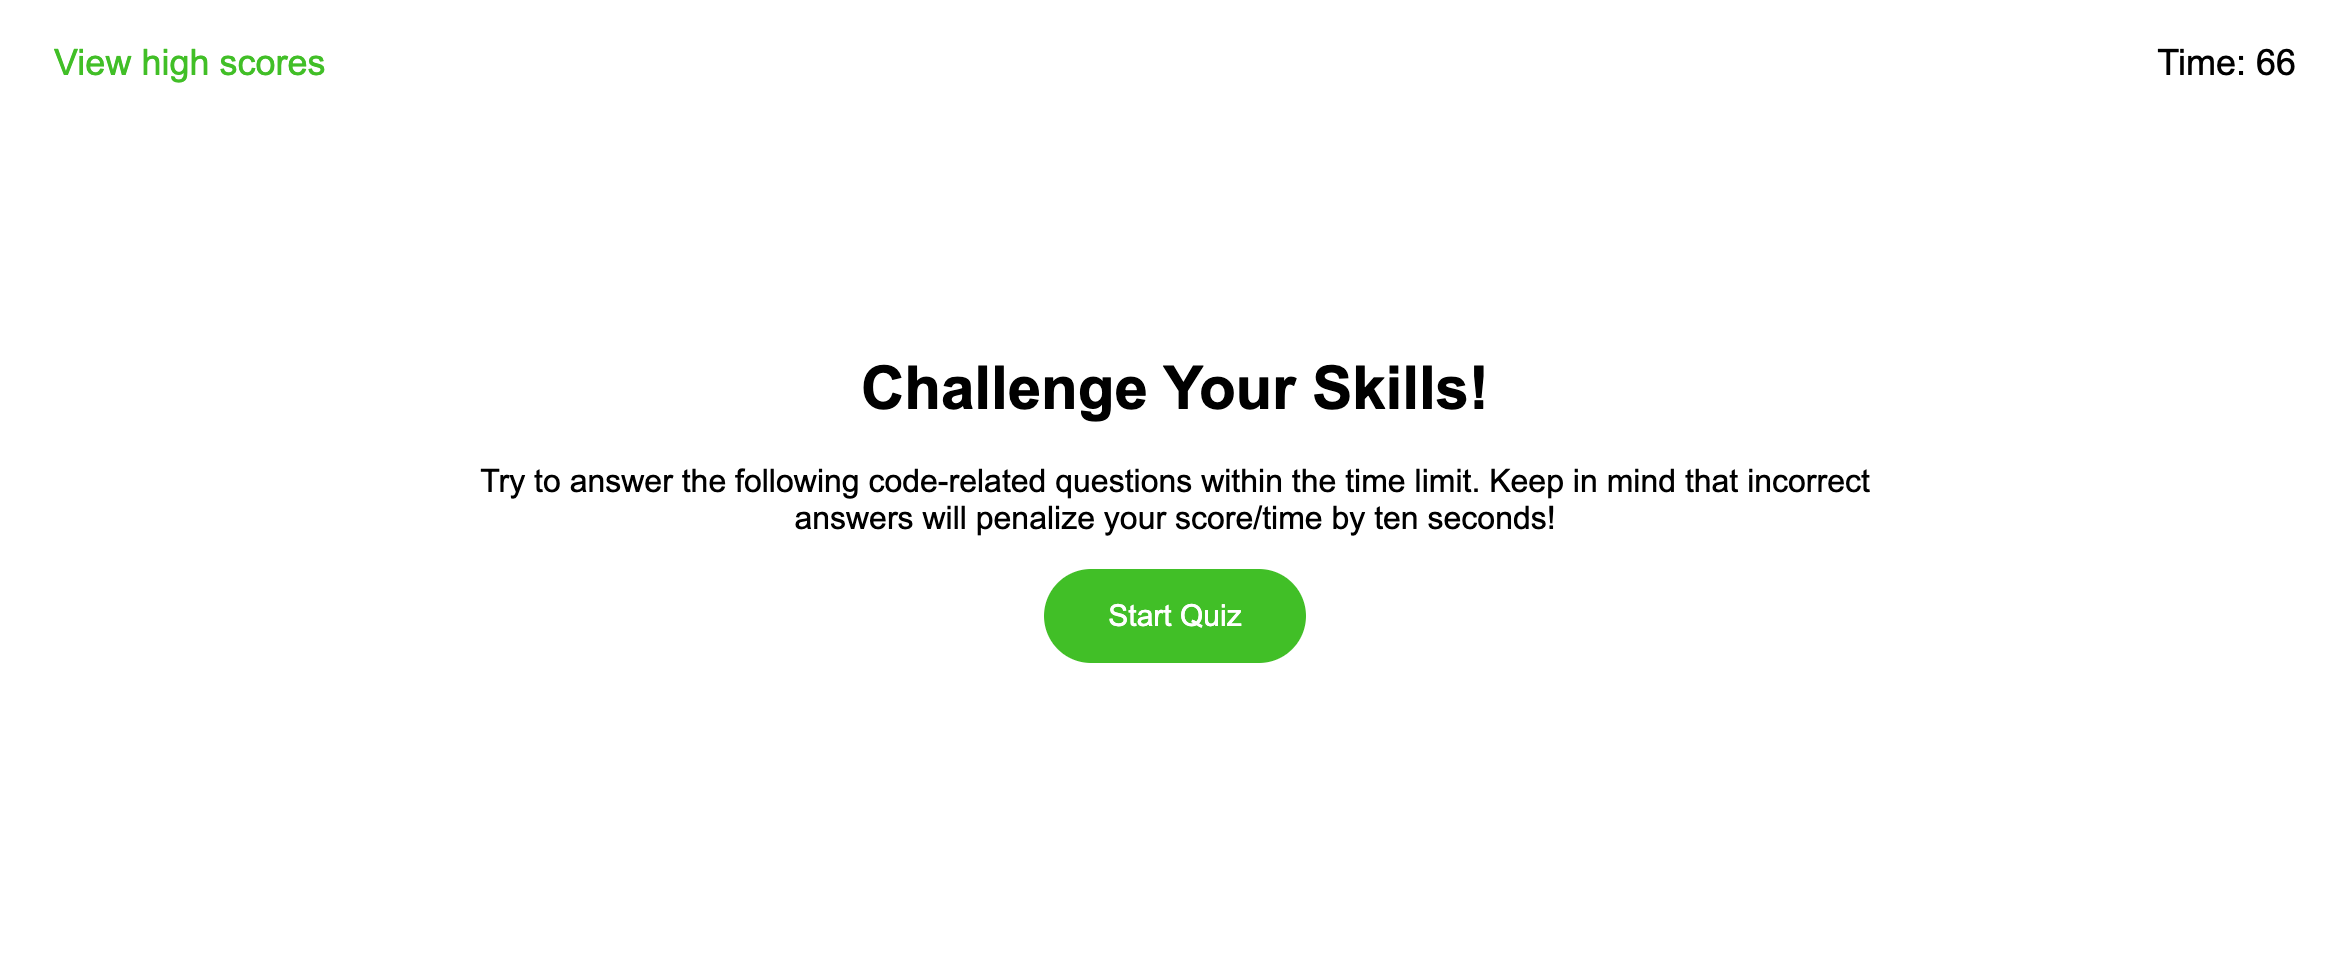 View high scores
Time: 66
Challenge Your Skills!
Try to answer the following code-related questions within the time limit. Keep in mind that incorrect
answers will penalize your score/time by ten seconds!
Start Quiz